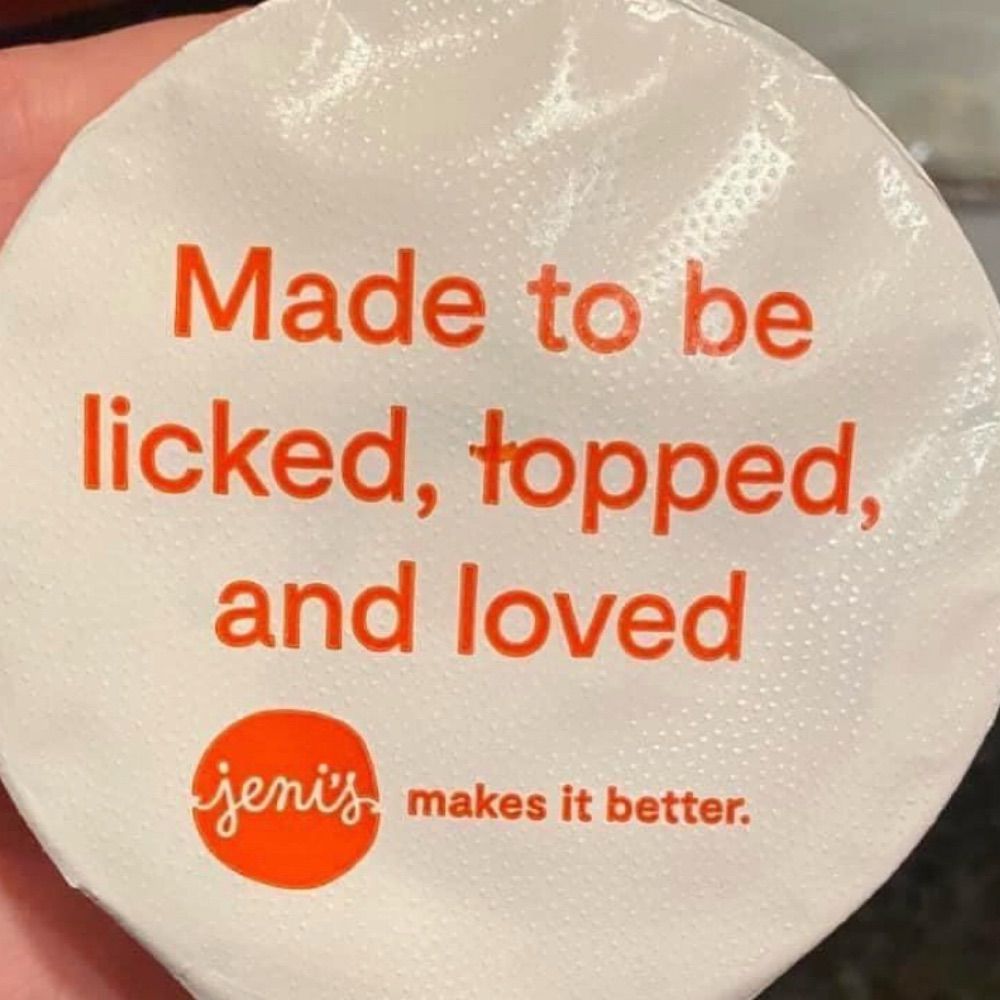 Made to be
licked, topped,
and loved
jeni's makes it better.